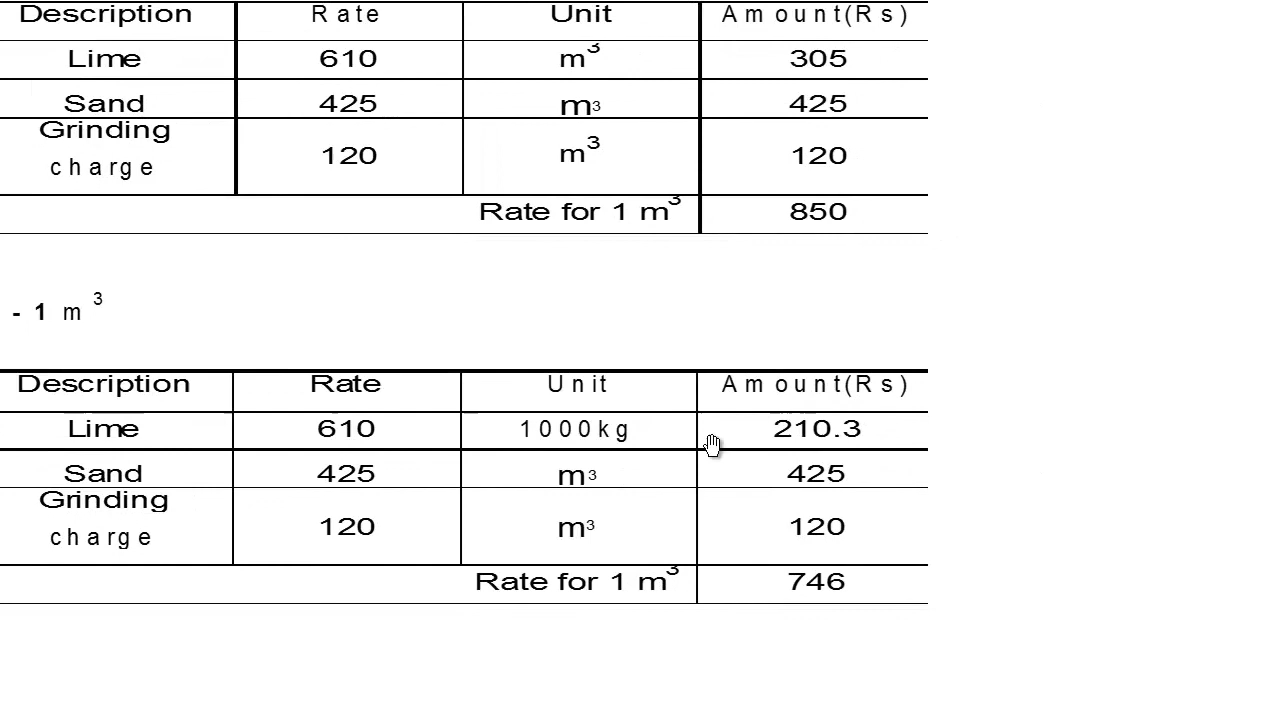 Description Rate Unit Amount(Rs)
Lime 610 m³ 305
Sand 425 m³ 425
Grinding
charge 120 m³ 120
Rate for 1 m³ 850
- 1 m³
Description Rate Unit Amount(Rs)
Lime 610 1000kg 210.3
Sand 425 m³ 425
Grinding
charge 120 m³ 120
Rate for 1 m³ 746